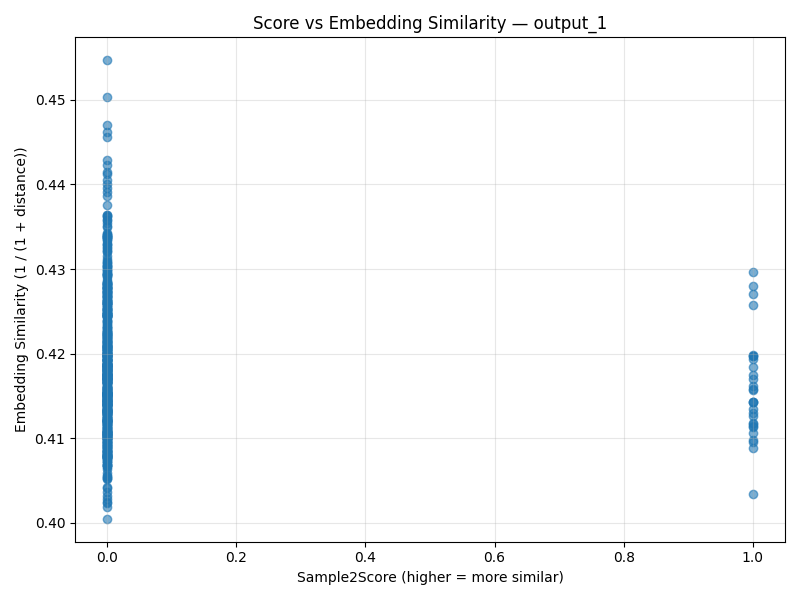 Score vs Embedding Similarity — output_1
Embedding Similarity (1 / (1 + distance))
0.45
0.44
0.43
0.42
0.41
0.40
0.0 0.2 0.4 0.6 0.8 1.0
Sample2Score (higher = more similar)